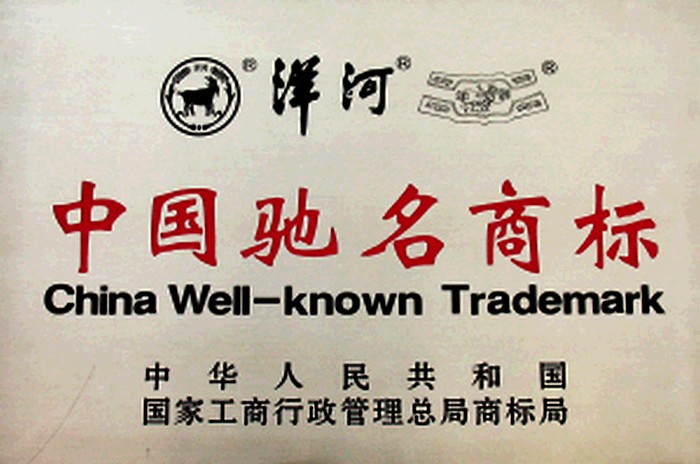 ® 洋河® ®
中国驰名商标
China Well-known Trademark
中华人民共和国
国家工商行政管理总局商标局